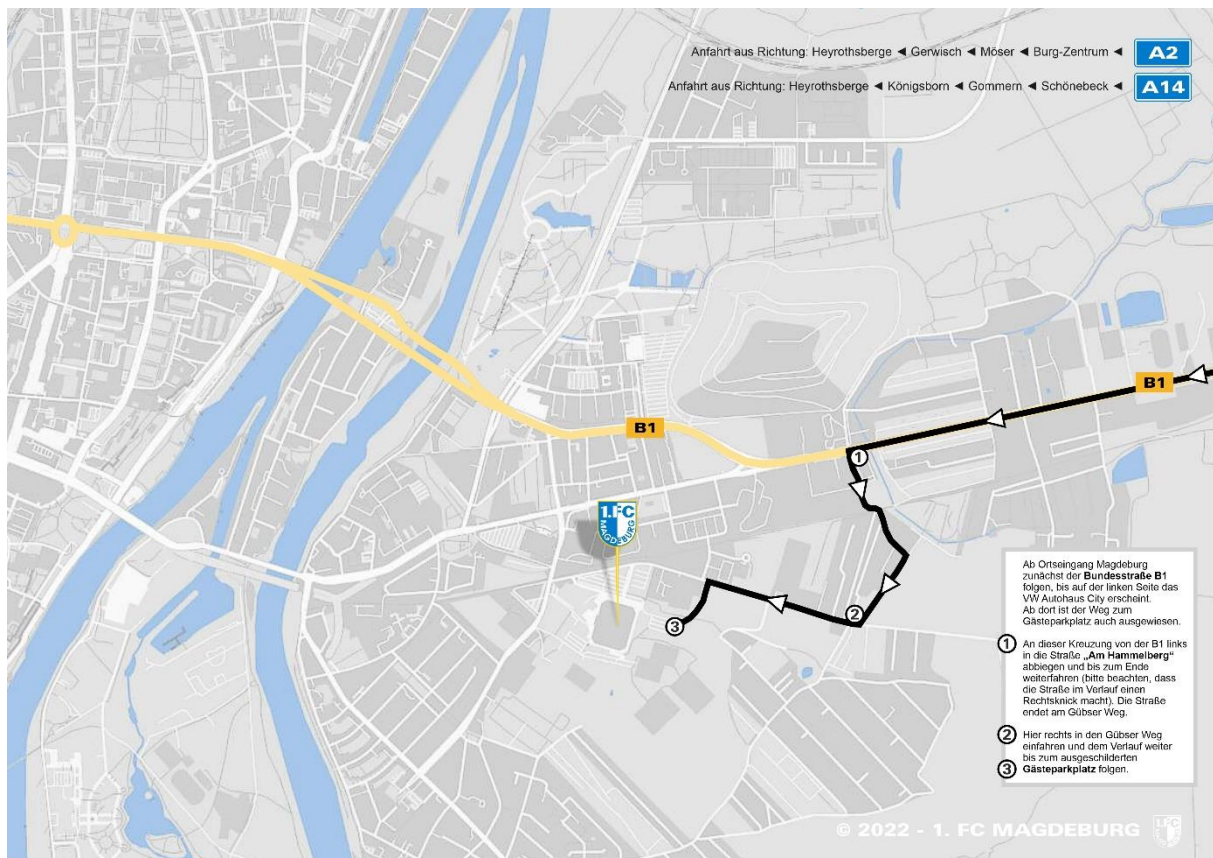 Anfahrt aus Richtung: Heyrothsberge ◄ Gerwisch ◄ Möser ◄ Burg-Zentrum ◄ A2
Anfahrt aus Richtung: Heyrothsberge ◄ Königsborn ◄ Gommern ◄ Schönebeck ◄ A14
B1
B1
1
1.FC
MAGDEBURG
2
3
Ab Ortseingang Magdeburg
zunächst der Bundesstraße B1
folgen, bis auf der linken Seite das
VW Autohaus City erscheint.
Ab dort ist der Weg zum
Gästeparkplatz auch ausgewiesen.
1 An dieser Kreuzung von der B1 links
in die Straße „Am Hammelberg“
abbiegen und bis zum Ende
weiterfahren (bitte beachten, dass
die Straße im Verlauf einen
Rechtsknick macht). Die Straße
endet am Gübser Weg.
2 Hier rechts in den Gübser Weg
einfahren und dem Verlauf weiter
bis zum ausgeschilderten
3 Gästeparkplatz folgen.
© 2022 - 1. FC MAGDEBURG